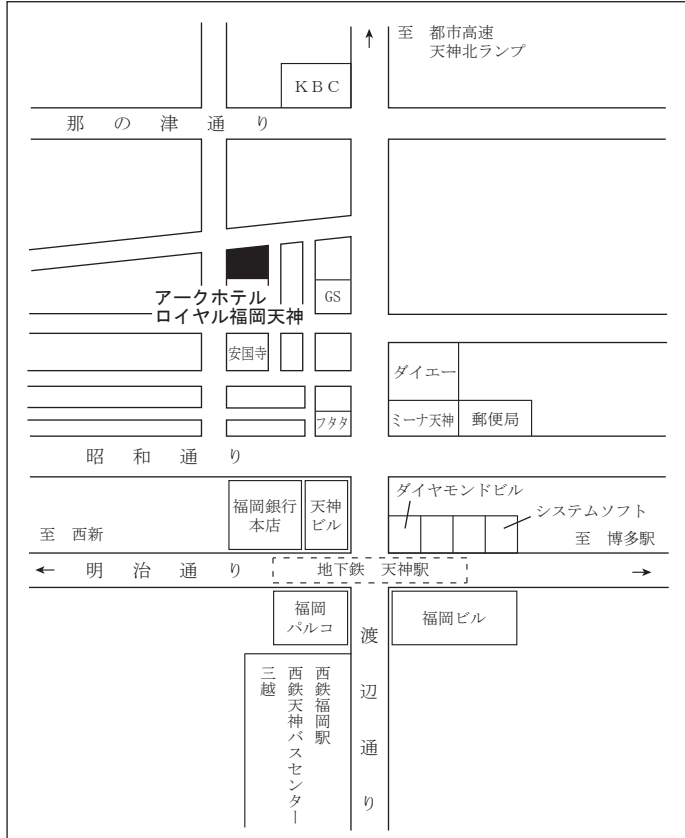 至 都市高速
天神北ランプ
KBC
那の津通り
アークホテル
ロイヤル福岡天神
GS
安国寺
ダイエー
フタタ
ミーナ天神
郵便局
昭和通り
福岡銀行
本店
天神
ビル
ダイヤモンドビル
システムソフト
至 西新
至 博多駅
← 明治通り
地下鉄 天神駅
→
福岡
パルコ
福岡ビル
渡辺通り
西鉄福岡駅
西鉄天神バスセンター
三越